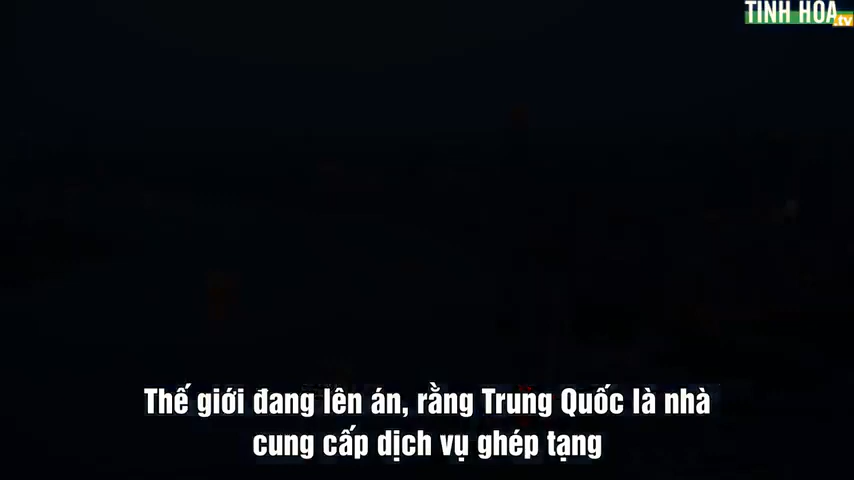 TINH HOA.tv
Thế giới đang lên án, rằng Trung Quốc là nhà
cung cấp dịch vụ ghép tạng